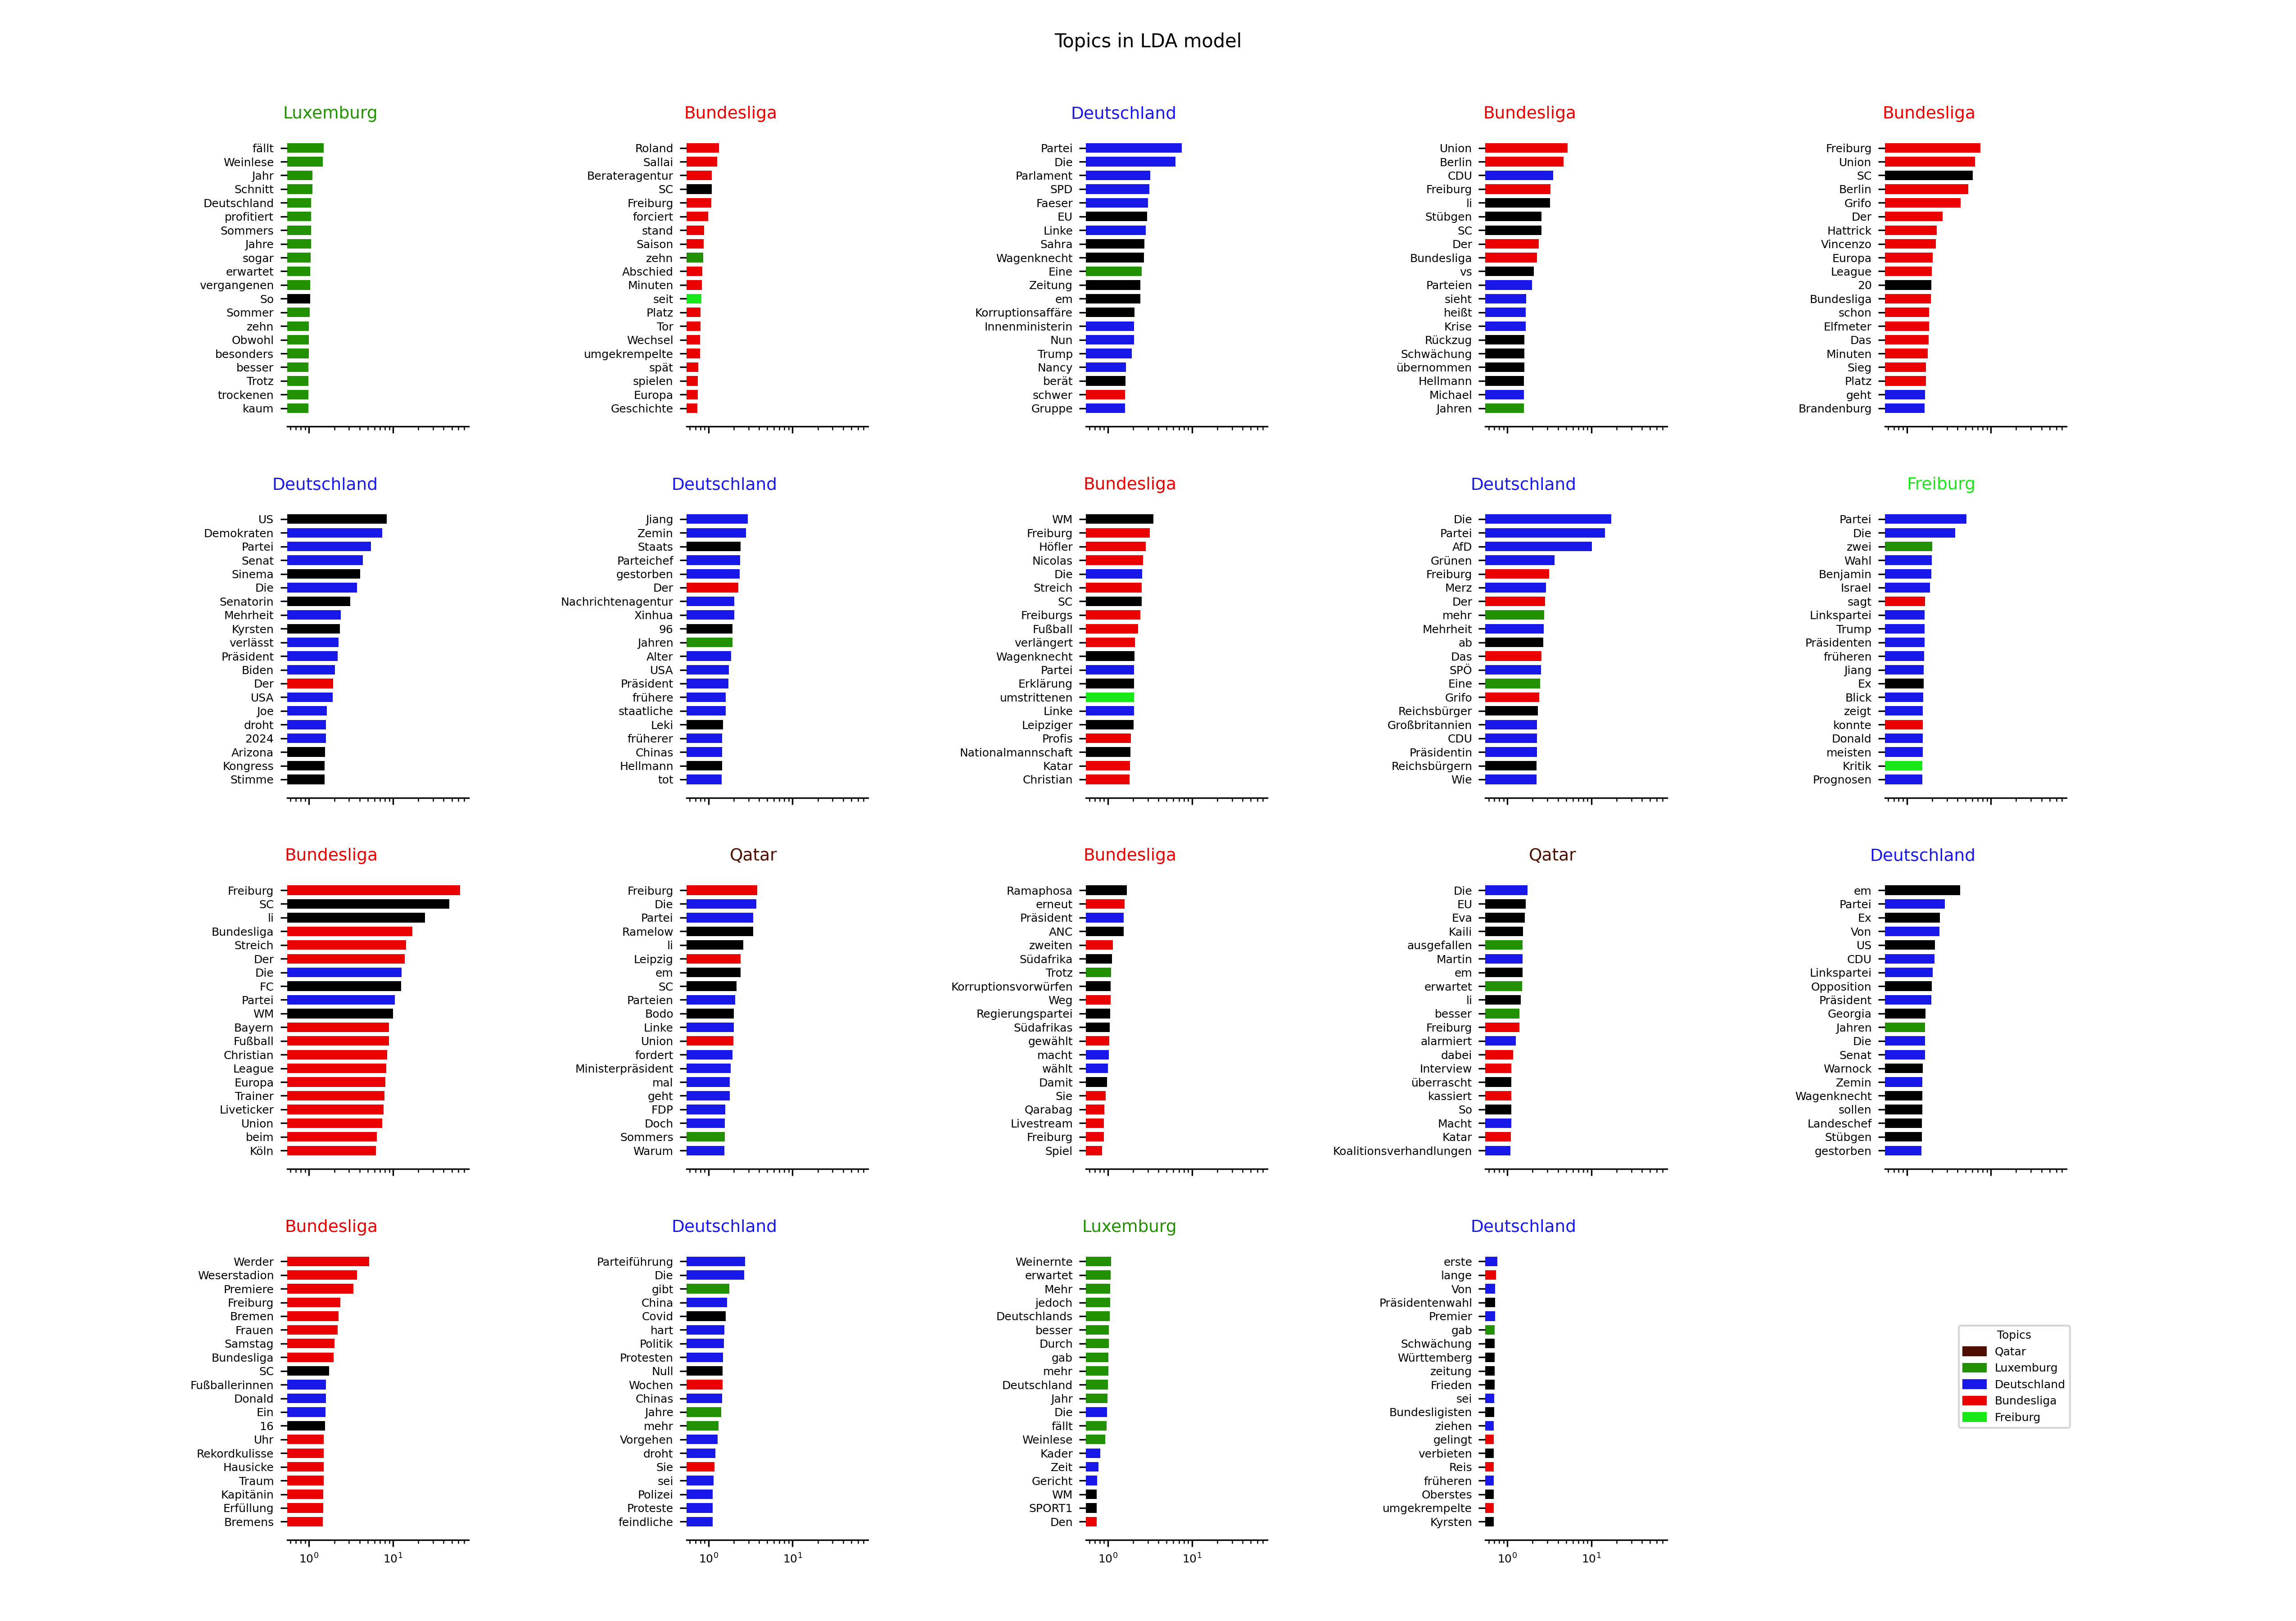 Topics in LDA model
Luxemburg
fällt
Weinlese
Jahr
Schnitt
Deutschland
profitiert
Sommers
Jahre
sogar
erwartet
vergangenen
So
Sommer
zehn
Obwohl
besonders
besser
Trotz
trockenen
kaum
Bundesliga
Roland
Sallai
Berateragentur
SC
Freiburg
forciert
stand
Saison
zehn
Abschied
Minuten
seit
Platz
Tor
Wechsel
umgekrempelte
spät
spielen
Europa
Geschichte
Deutschland
Partei
Die
Parlament
SPD
Faeser
EU
Linke
Sahra
Wagenknecht
Eine
Zeitung
em
Korruptionsaffäre
Innenministerin
Nun
Trump
Nancy
berät
schwer
Gruppe
Bundesliga
Union
Berlin
CDU
Freiburg
li
Stübgen
SC
Der
Bundesliga
vs
Parteien
sieht
heißt
Krise
Rückzug
Schwächung
übernommen
Hellmann
Michael
Jahren
Bundesliga
Freiburg
Union
SC
Berlin
Grifo
Der
Hattrick
Vincenzo
Europa
League
20
Bundesliga
schon
Elfmeter
Das
Minuten
Sieg
Platz
geht
Brandenburg
Deutschland
US
Demokraten
Partei
Senat
Sinema
Die
Senatorin
Mehrheit
Kyrsten
verlässt
Präsident
Biden
Der
USA
Joe
droht
2024
Arizona
Kongress
Stimme
Deutschland
Jiang
Zemin
Staats
Parteichef
gestorben
Der
Nachrichtenagentur
Xinhua
96
Jahren
Alter
USA
Präsident
frühere
staatliche
Leki
früherer
Chinas
Hellmann
tot
Bundesliga
WM
Freiburg
Höfler
Nicolas
Die
Streich
SC
Freiburgs
Fußball
verlängert
Wagenknecht
Partei
Erklärung
umstrittenen
Linke
Leipziger
Profis
Nationalmannschaft
Katar
Christian
Deutschland
Die
Partei
AfD
Grünen
Freiburg
Merz
Der
mehr
Mehrheit
ab
Das
SPÖ
Eine
Grifo
Reichsbürger
Großbritannien
CDU
Präsidentin
Reichsbürgern
Wie
Freiburg
Partei
Die
zwei
Wahl
Benjamin
Israel
sagt
Linkspartei
Trump
Präsidenten
früheren
Jiang
Ex
Blick
zeigt
konnte
Donald
meisten
Kritik
Prognosen
Bundesliga
Freiburg
SC
li
Bundesliga
Streich
Der
Die
FC
Partei
WM
Bayern
Fußball
Christian
League
Europa
Trainer
Liveticker
Union
beim
Köln
Qatar
Freiburg
Die
Partei
Ramelow
li
Leipzig
em
SC
Parteien
Bodo
Linke
Union
fordert
Ministerpräsident
mal
geht
FDP
Doch
Sommers
Warum
Bundesliga
Ramaphosa
erneut
Präsident
ANC
zweiten
Südafrika
Trotz
Korruptionsvorwürfen
Weg
Regierungspartei
Südafrikas
gewählt
macht
wählt
Damit
Sie
Qarabag
Livestream
Freiburg
Spiel
Qatar
Die
EU
Eva
Kaili
ausgefallen
Martin
em
erwartet
li
besser
Freiburg
alarmiert
dabei
Interview
überrascht
kassiert
So
Macht
Katar
Koalitionsverhandlungen
Deutschland
em
Partei
Ex
Von
US
CDU
Linkspartei
Opposition
Präsident
Georgia
Jahren
Die
Senat
Warnock
Zemin
Wagenknecht
sollen
Landeschef
Stübgen
gestorben
Bundesliga
Werder
Weserstadion
Premiere
Freiburg
Bremen
Frauen
Samstag
Bundesliga
SC
Fußballerinnen
Donald
Ein
16
Uhr
Rekordkulisse
Hausicke
Traum
Kapitänin
Erfüllung
Bremens
10⁰ 10¹
Deutschland
Parteiführung
Die
gibt
China
Covid
hart
Politik
Protesten
Null
Wochen
Chinas
Jahre
mehr
Vorgehen
droht
Sie
sei
Polizei
Proteste
feindliche
10⁰ 10¹
Luxemburg
Weinernte
erwartet
Mehr
jedoch
Deutschlands
besser
Durch
gab
mehr
Deutschland
Jahr
Die
fällt
Weinlese
Kader
Zeit
Gericht
WM
SPORT1
Den
10⁰ 10¹
Deutschland
erste
lange
Von
Präsidentenwahl
Premier
gab
Schwächung
Württemberg
zeitung
Frieden
sei
Bundesligisten
ziehen
gelingt
verbieten
Reis
früheren
Oberstes
umgekrempelte
Kyrsten
10⁰ 10¹
Topics
Qatar
Luxemburg
Deutschland
Bundesliga
Freiburg